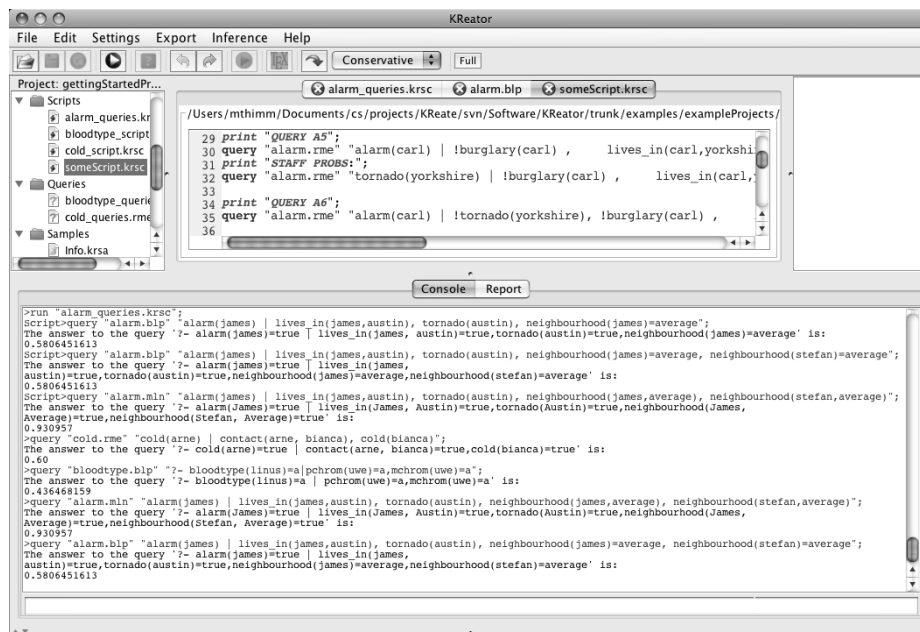 KReator
File Edit Settings Export Inference Help
Conservative Full
Project: gettingStartedPr...
Scripts
alarm_queries.kr
bloodtype_script
cold_script.krsc
someScript.krsc
Queries
bloodtype_querie
cold_queries.rme
Samples
Info.krsa
alarm_queries.krsc alarm.blp someScript.krsc
/Users/mthimm/Documents/cs/projects/KReate/svn/Software/KReator/trunk/examples/exampleProjects/
29 print "QUERY A5";
30 query "alarm.rme" "alarm(carl) | !burglary(carl) , lives_in(carl,yorkshi
31 print "STAFF PROBS:";
32 query "alarm.rme" "tornado(yorkshire) | !burglary(carl) , lives_in(carl,y
33
34 print "QUERY A6";
35 query "alarm.rme" "alarm(carl) | !tornado(yorkshire), !burglary(carl) ,
36
Console Report
>run "alarm_queries.krsc";
Script>query "alarm.blp" "alarm(james) | lives_in(james,austin), tornado(austin), neighbourhood(james)=average";
The answer to the query '?- alarm(james)=true | lives_in(james, austin)=true,tornado(austin)=true,neighbourhood(james)=average' is:
0.5806451613
Script>query "alarm.blp" "alarm(james) | lives_in(james,austin), tornado(austin), neighbourhood(james)=average, neighbourhood(stefan)=average";
The answer to the query '?- alarm(james)=true | lives_in(james,
austin)=true,tornado(austin)=true,neighbourhood(james)=average,neighbourhood(stefan)=average' is:
0.5806451613
Script>query "alarm.mln" "alarm(james) | lives_in(james,austin), tornado(austin), neighbourhood(james,average), neighbourhood(stefan,average)";
The answer to the query '?- alarm(James)=true | lives_in(James, Austin)=true,tornado(Austin)=true,neighbourhood(James,
Average)=true,neighbourhood(Stefan, Average)=true' is:
0.930957
>query "cold.rme" "cold(arne) | contact(arne, bianca), cold(bianca)";
The answer to the query '?- cold(arne)=true | contact(arne, bianca)=true,cold(bianca)=true' is:
0.60
>query "bloodtype.blp" "?- bloodtype(linus)=a|pchrom(uwe)=a,mchrom(uwe)=a";
The answer to the query '?- bloodtype(linus)=a | pchrom(uwe)=a,mchrom(uwe)=a' is:
0.436468159
>query "alarm.mln" "alarm(james) | lives_in(james,austin), tornado(austin), neighbourhood(james,average), neighbourhood(stefan,average)";
The answer to the query '?- alarm(James)=true | lives_in(James, Austin)=true,tornado(Austin)=true,neighbourhood(James,
Average)=true,neighbourhood(Stefan, Average)=true' is:
0.930957
>query "alarm.blp" "alarm(james) | lives_in(james,austin), tornado(austin), neighbourhood(james)=average, neighbourhood(stefan)=average";
The answer to the query '?- alarm(james)=true | lives_in(james,
austin)=true,tornado(austin)=true,neighbourhood(james)=average,neighbourhood(stefan)=average' is:
0.5806451613